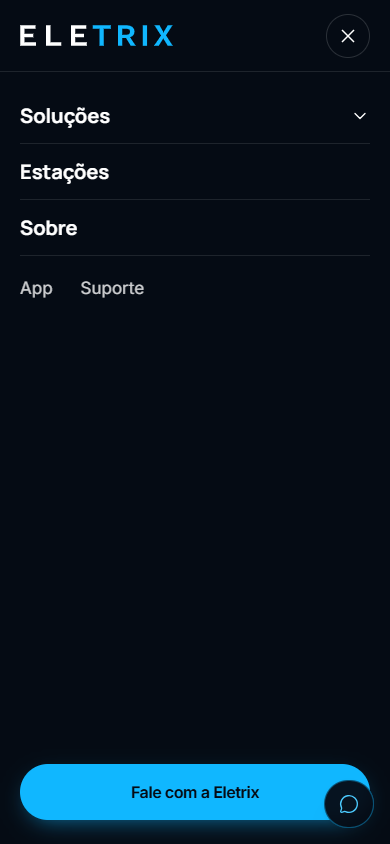 ELETRIX
Soluções
Estações
Sobre
App Suporte
Fale com a Eletrix